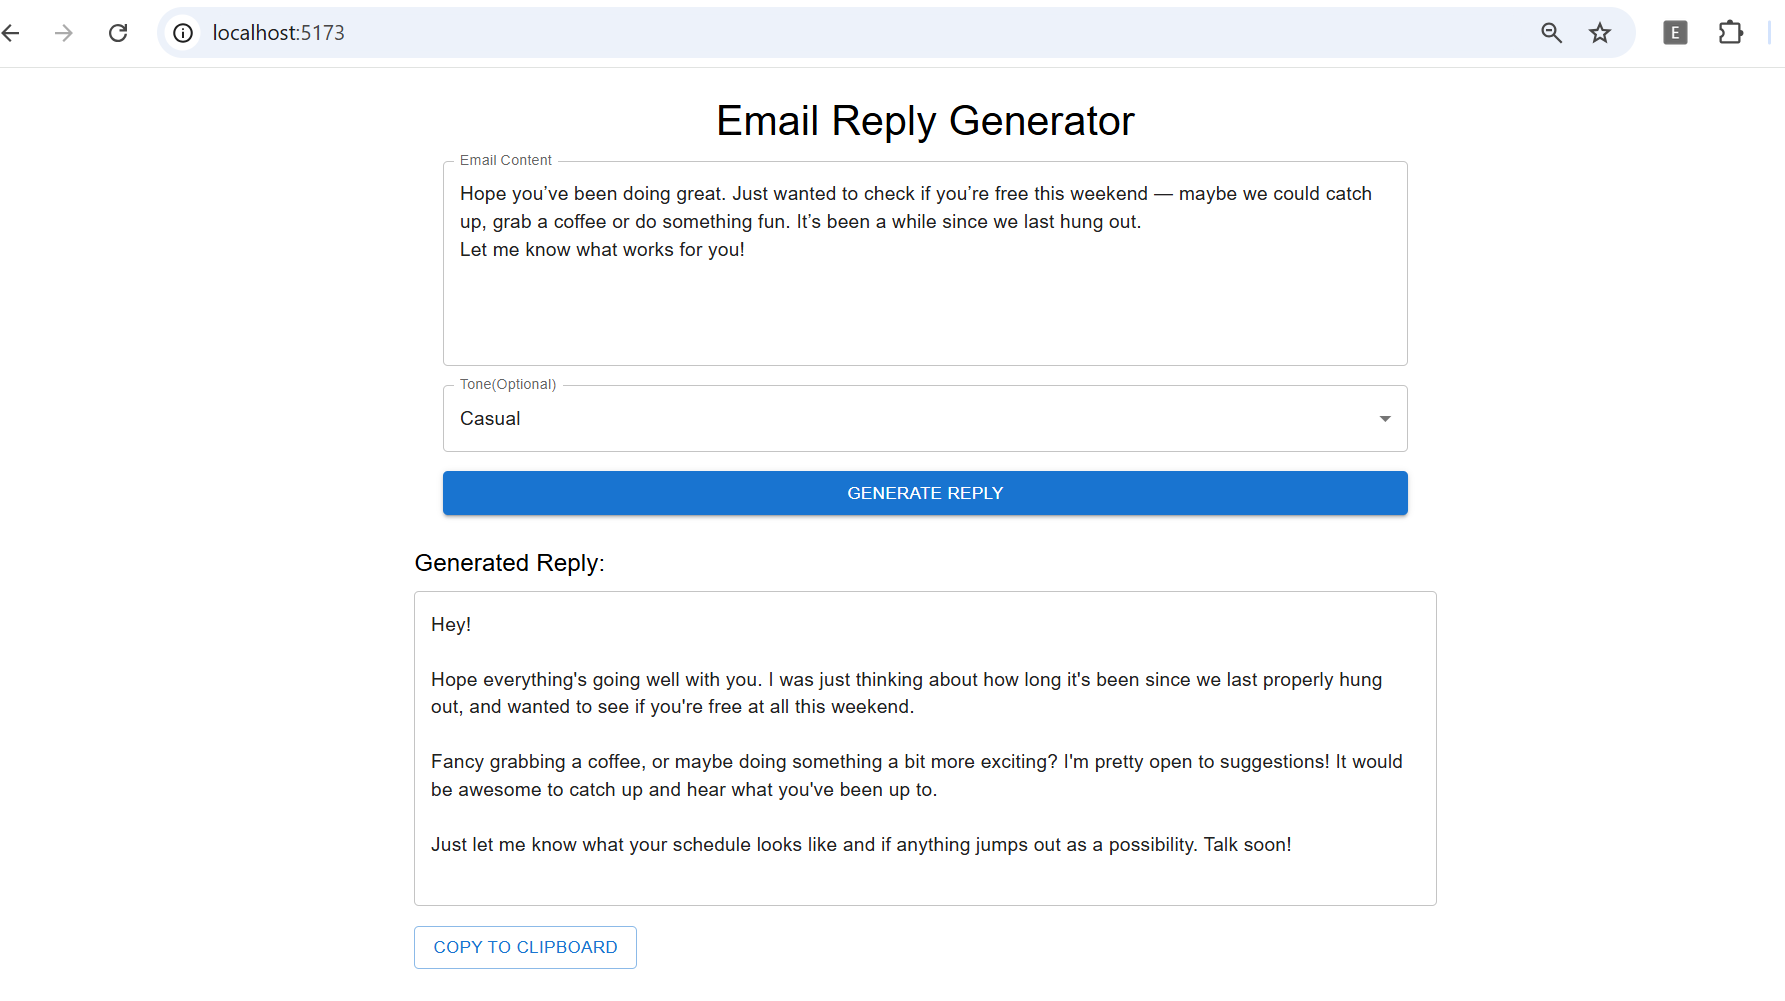 localhost:5173
E
Email Reply Generator
Email Content
Hope you’ve been doing great. Just wanted to check if you’re free this weekend — maybe we could catch
up, grab a coffee or do something fun. It’s been a while since we last hung out.
Let me know what works for you!
Tone(Optional)
Casual
GENERATE REPLY
Generated Reply:
Hey!
Hope everything's going well with you. I was just thinking about how long it's been since we last properly hung
out, and wanted to see if you're free at all this weekend.
Fancy grabbing a coffee, or maybe doing something a bit more exciting? I'm pretty open to suggestions! It would
be awesome to catch up and hear what you've been up to.
Just let me know what your schedule looks like and if anything jumps out as a possibility. Talk soon!
COPY TO CLIPBOARD